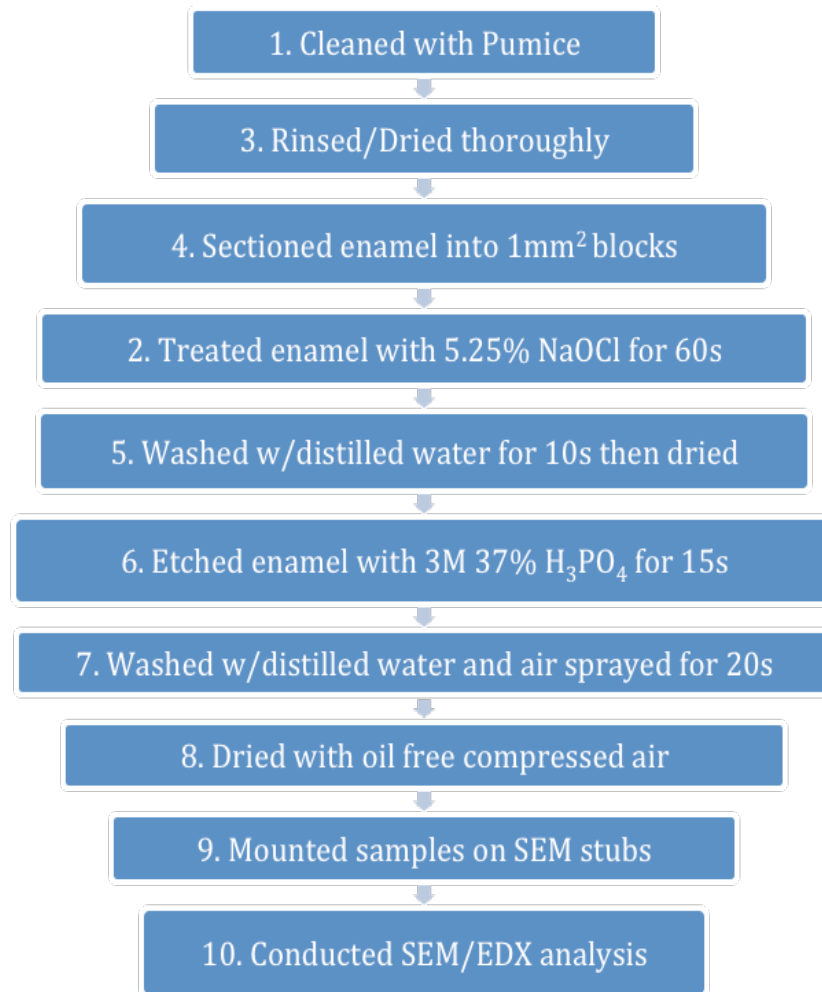 1. Cleaned with Pumice
3. Rinsed/Dried thoroughly
4. Sectioned enamel into 1mm² blocks
2. Treated enamel with 5.25% NaOCl for 60s
5. Washed w/distilled water for 10s then dried
6. Etched enamel with 3M 37% H₃PO₄ for 15s
7. Washed w/distilled water and air sprayed for 20s
8. Dried with oil free compressed air
9. Mounted samples on SEM stubs
10. Conducted SEM/EDX analysis